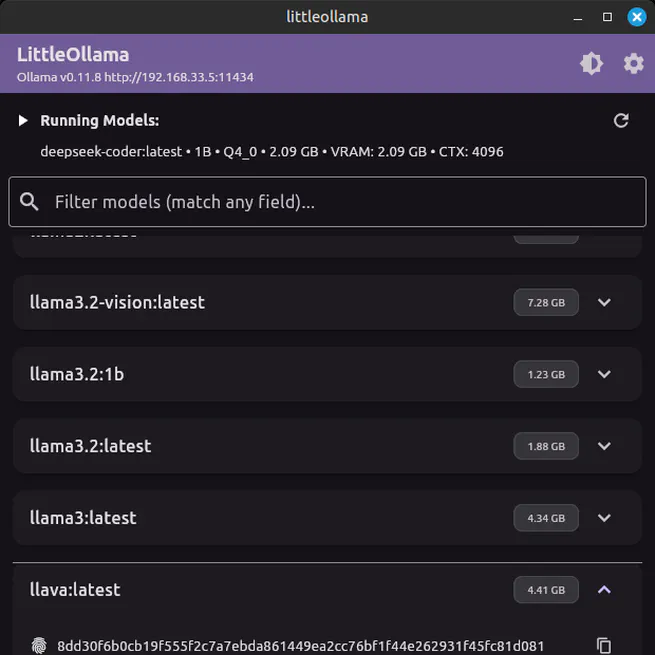 littleollama
LittleOllama
Ollama v0.11.8 http://192.168.33.5:11434
Running Models:
deepseek-coder:latest • 1B • Q4_0 • 2.09 GB • VRAM: 2.09 GB • CTX: 4096
Filter models (match any field)...
llama3.2-vision:latest 7.28 GB
llama3.2:1b 1.23 GB
llama3.2:latest 1.88 GB
llama3:latest 4.34 GB
llava:latest 4.41 GB
8dd30f6b0cb19f555f2c7a7ebda861449ea2cc76bf1f44e262931f45fc81d081